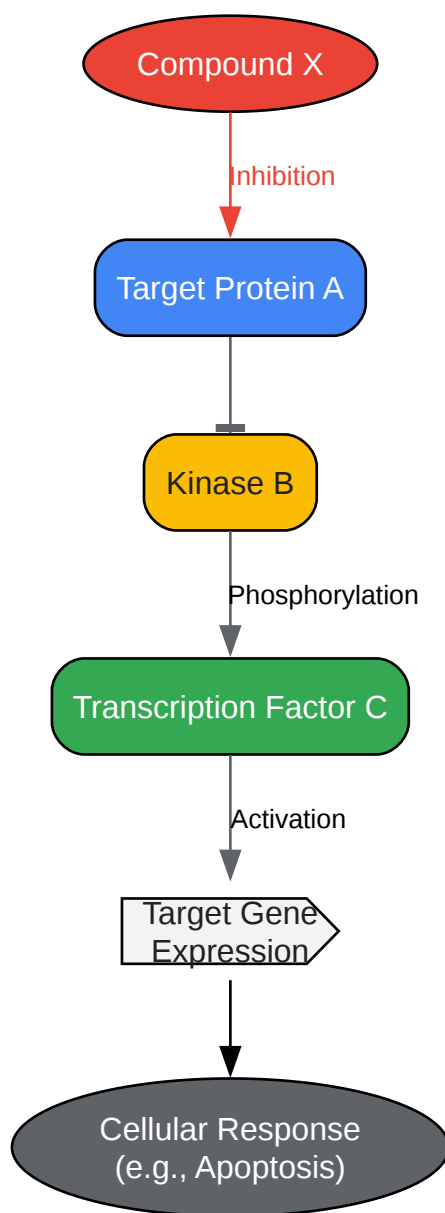 Compound X
Inhibition
Target Protein A
Kinase B
Phosphorylation
Transcription Factor C
Activation
Target Gene
Expression
Cellular Response
(e.g., Apoptosis)